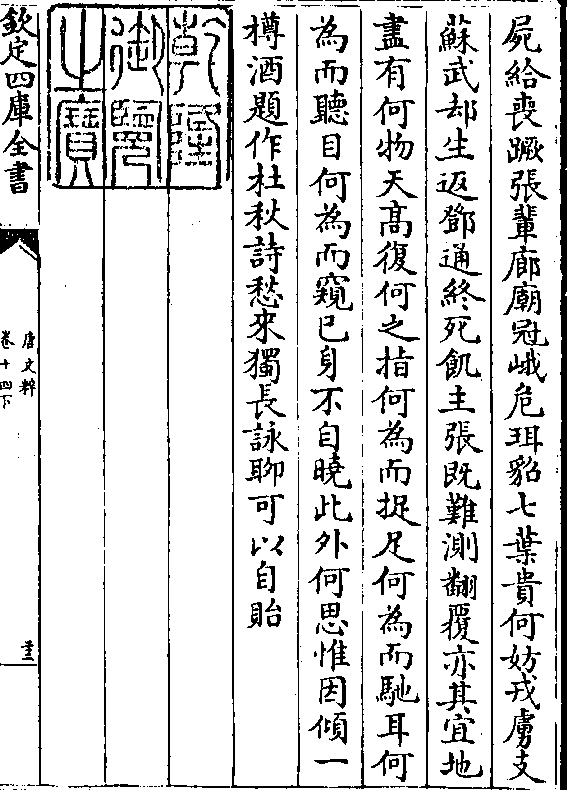 屍給喪蹶張輩廊廟冠峨危珥貂七葉貴何妨戎虜支
蘇武却生返鄧通終死飢主張既難測翻覆亦其宜地
盡有何物天髙復何之指何為而捉足何為而馳耳何
為而聽目何為而窺已身不自曉此外何思惟因傾一
樽酒題作杜秋詩愁來獨長詠聊可以自貽
乾隆
御覽
之寶
欽定四庫全書
唐文粹
卷十四下